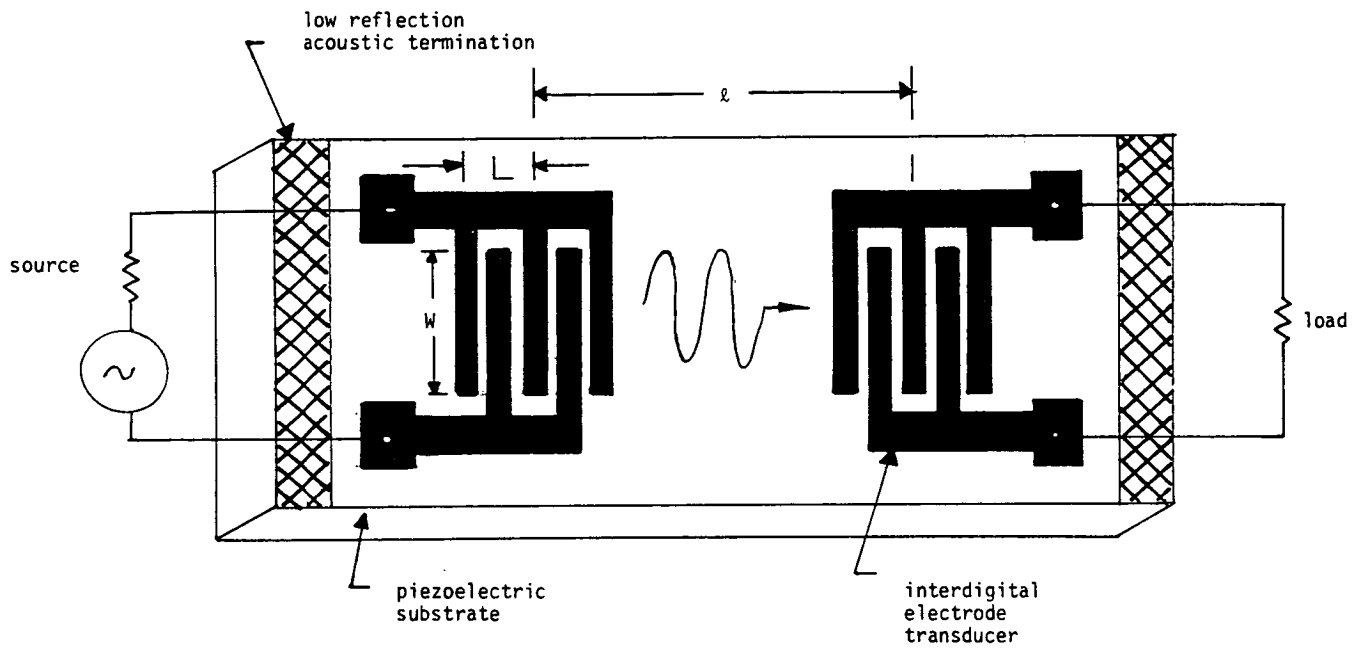 low reflection
acoustic termination
ℓ
L
source
W
load
piezoelectric
substrate
interdigital
electrode
transducer